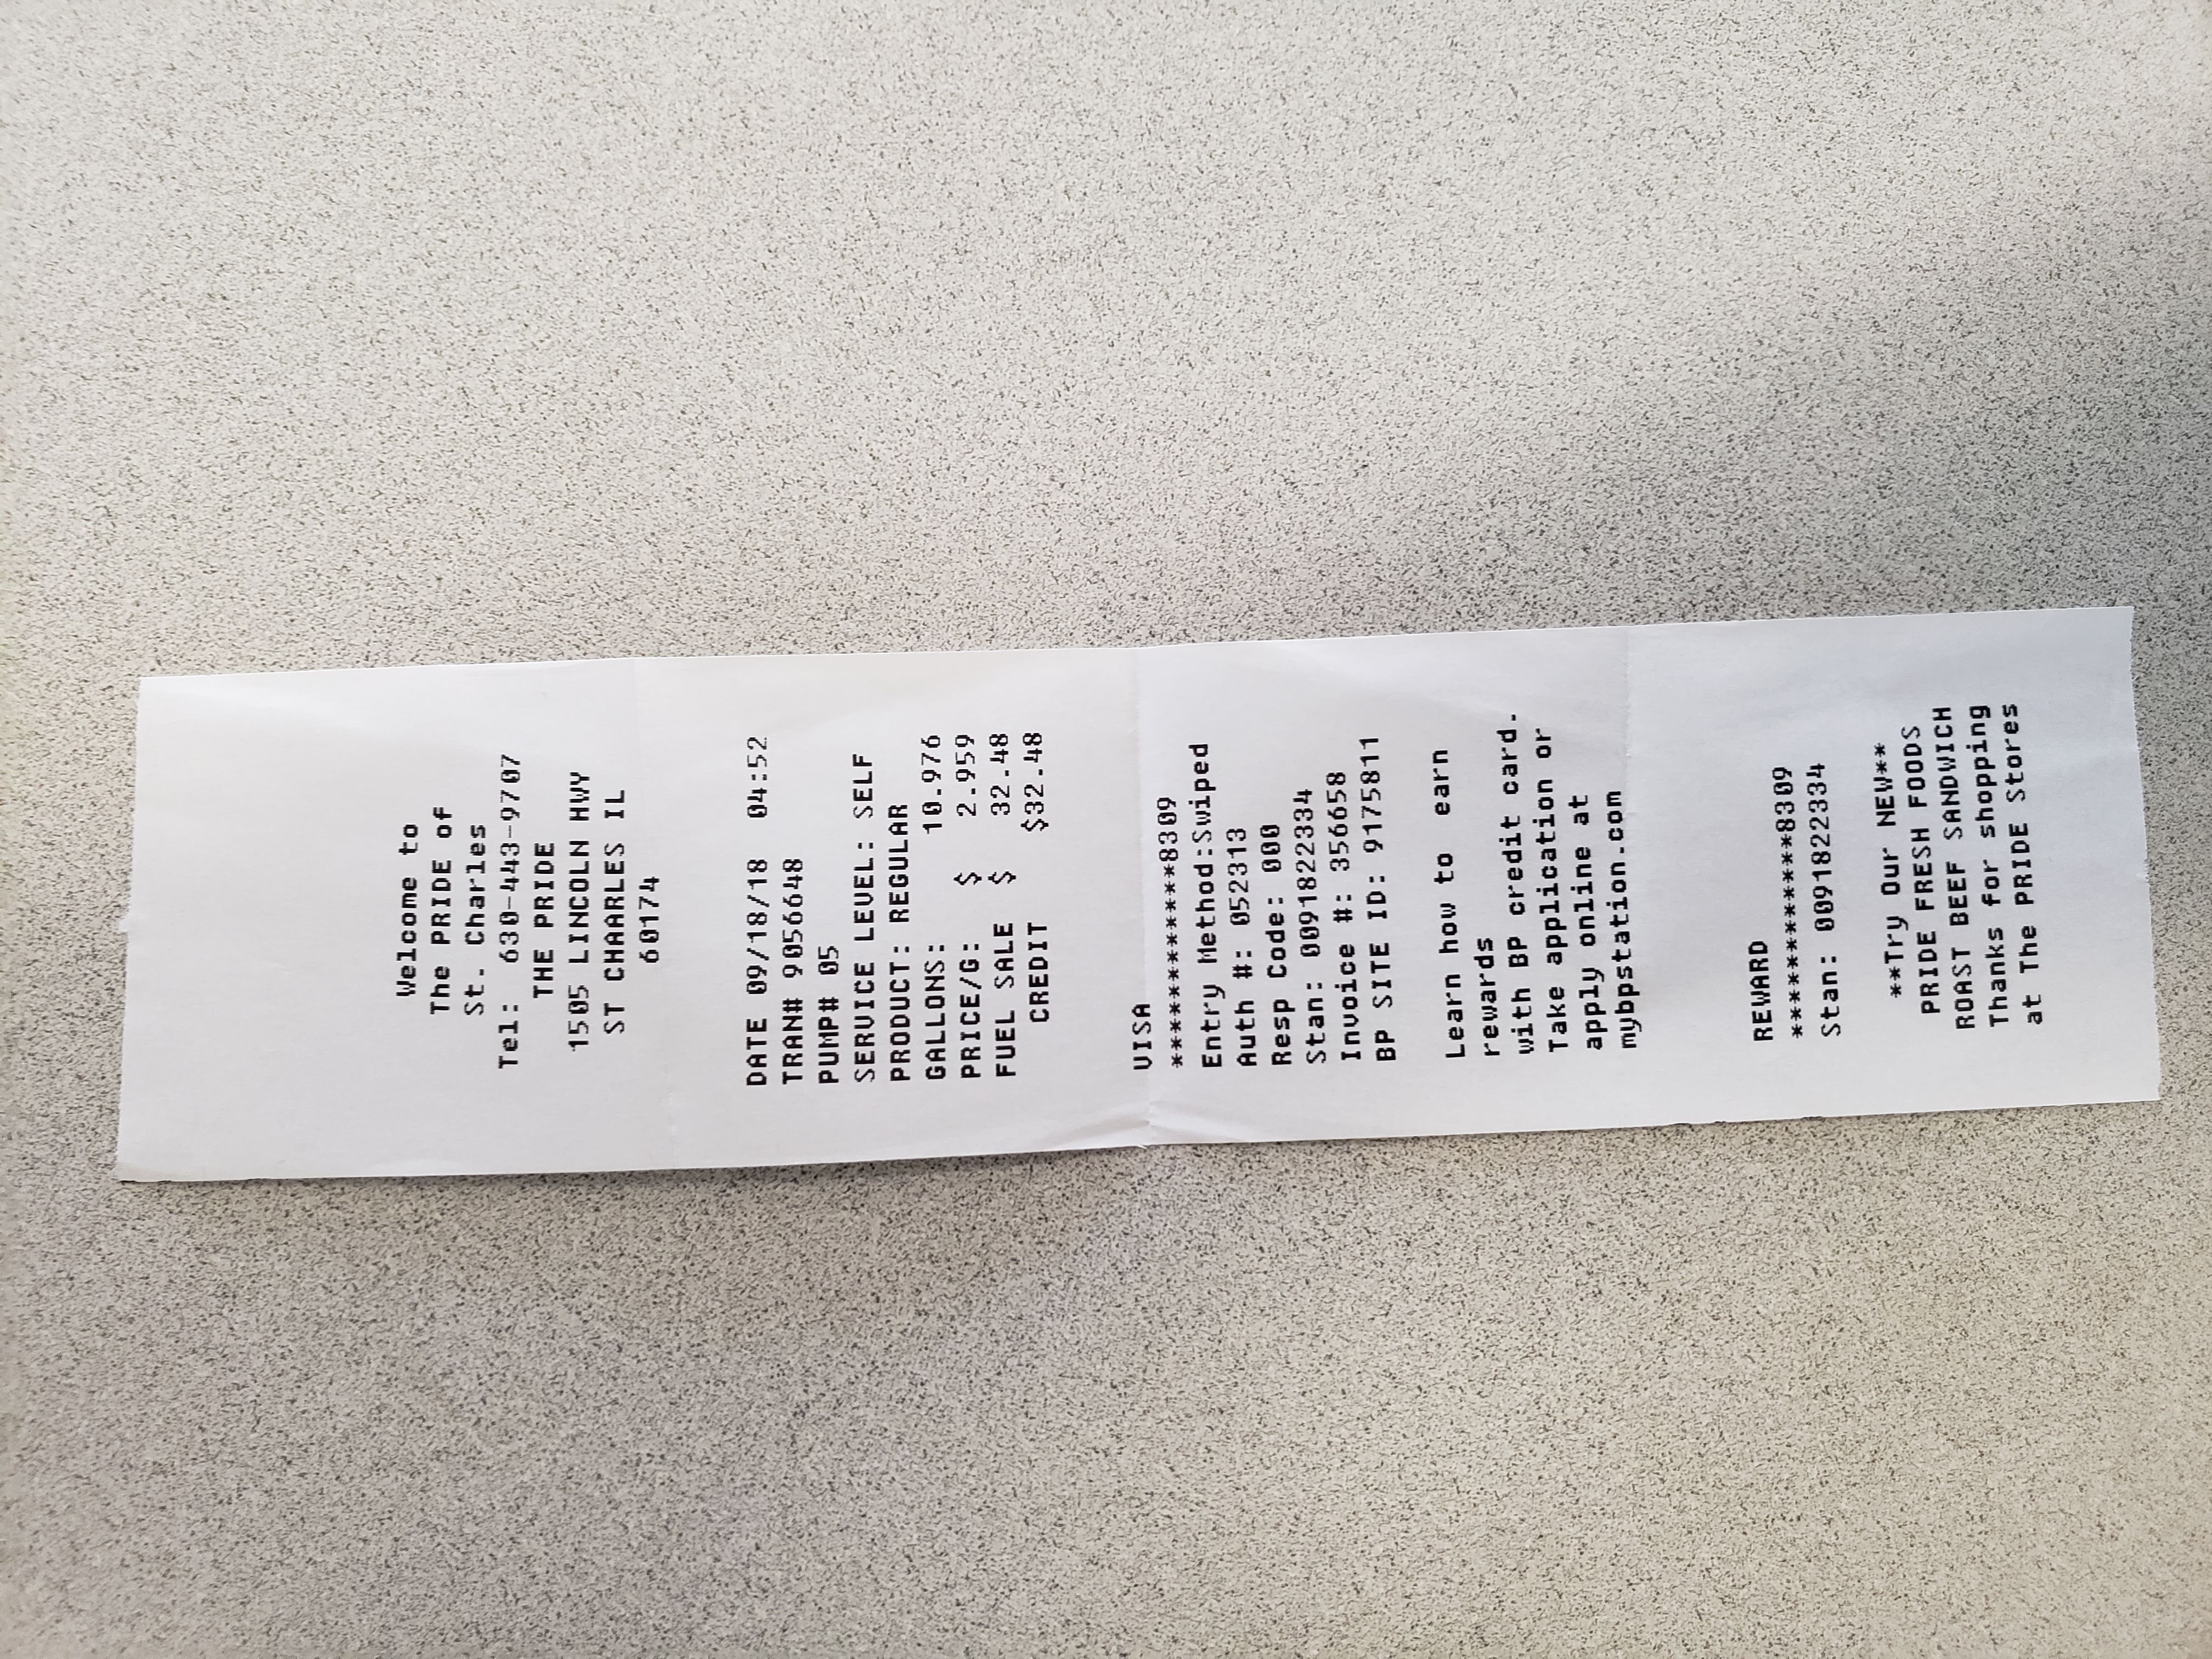 Welcome to
The PRIDE of
St. Charles
Tel: 630-443-9707
THE PRIDE
1505 LINCOLN HWY
ST CHAARLES IL
60174
DATE 09/18/18 04:52
TRAN# 9056648
PUMP# 05
SERVICE LEVEL: SELF
PRODUCT: REGULAR
GALLONS: 10.976
PRICE/G: $ 2.959
FUEL SALE $ 32.48
CREDIT $32.48
VISA
************8309
Entry Method:Swiped
Auth #: 052313
Resp Code: 000
Stan: 0091822334
Invoice #: 356658
BP SITE ID: 9175811
Learn how to earn
rewards
with BP credit card.
Take application or
apply online at
mybpstation.com
REWARD
************8309
Stan: 0091822334
**Try Our NEW**
PRIDE FRESH FOODS
ROAST BEEF SANDWICH
Thanks for shopping
at The PRIDE Stores